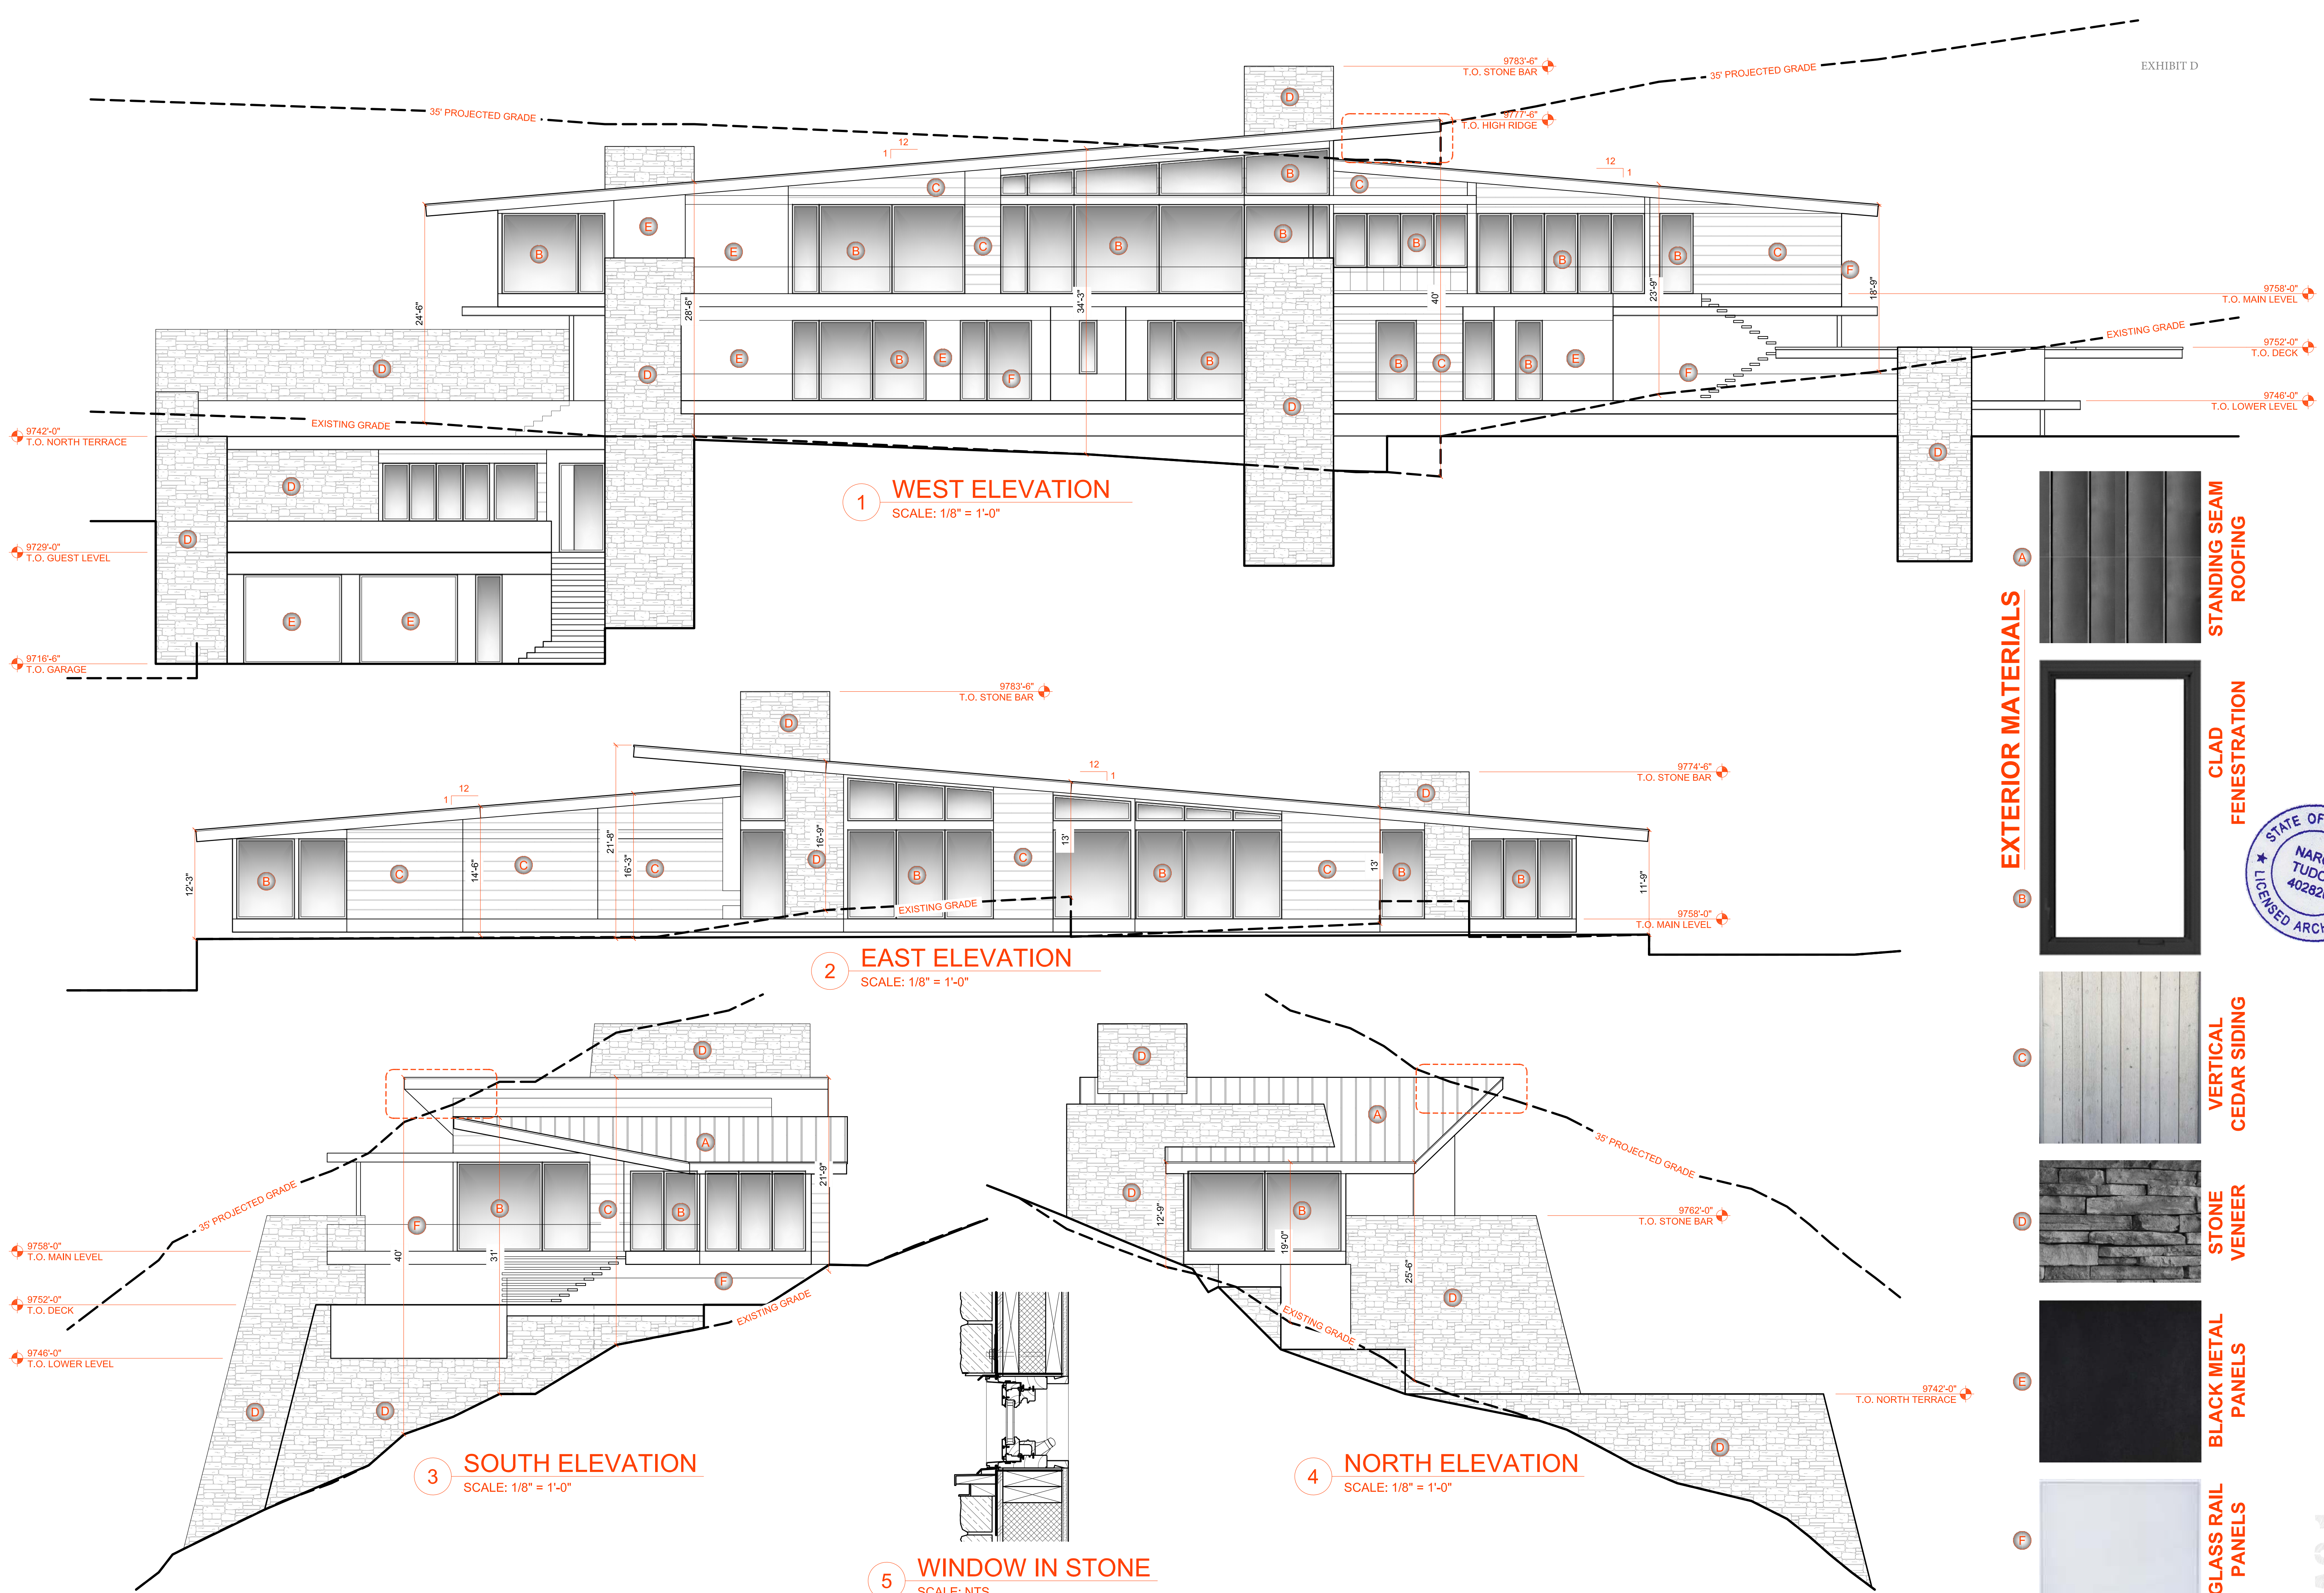 EXHIBIT D
9783'-6"
T.O. STONE BAR
35' PROJECTED GRADE
35' PROJECTED GRADE
9777'-6"
T.O. HIGH RIDGE
12
1
12
1
D
B
C
C
E
E
B
B
C
B
B
B
B
B
C
F
24'-6"
28'-6"
34'-3"
40'
23'-9"
18'-9"
9758'-0"
T.O. MAIN LEVEL
EXISTING GRADE
9752'-0"
T.O. DECK
9746'-0"
T.O. LOWER LEVEL
D
D
E
B
E
F
B
D
B
C
B
E
F
D
EXISTING GRADE
9742'-0"
T.O. NORTH TERRACE
D
D
9729'-0"
T.O. GUEST LEVEL
E
E
9716'-6"
T.O. GARAGE
1
WEST ELEVATION
SCALE: 1/8" = 1'-0"
9783'-6"
T.O. STONE BAR
D
12
1
12
1
9774'-6"
T.O. STONE BAR
D
12'-3"
B
C
14'-6"
C
21'-8"
16'-3"
C
16'-9"
D
B
C
13'
B
C
13'
B
B
11'-9"
EXISTING GRADE
9758'-0"
T.O. MAIN LEVEL
2
EAST ELEVATION
SCALE: 1/8" = 1'-0"
D
A
35' PROJECTED GRADE
F
40'
B
31'
C
B
21'-9"
F
9758'-0"
T.O. MAIN LEVEL
9752'-0"
T.O. DECK
9746'-0"
T.O. LOWER LEVEL
EXISTING GRADE
D
D
3
SOUTH ELEVATION
SCALE: 1/8" = 1'-0"
D
A
35' PROJECTED GRADE
D
12'-9"
B
19'-0"
25'-6"
9762'-0"
T.O. STONE BAR
D
EXISTING GRADE
9742'-0"
T.O. NORTH TERRACE
D
4
NORTH ELEVATION
SCALE: 1/8" = 1'-0"
5
WINDOW IN STONE
SCALE: NTS
EXTERIOR MATERIALS
A
STANDING SEAM
ROOFING
B
CLAD
FENESTRATION
C
VERTICAL
CEDAR SIDING
D
STONE
VENEER
E
BLACK METAL
PANELS
F
GLASS RAIL
PANELS
STATE OF
LICENSED